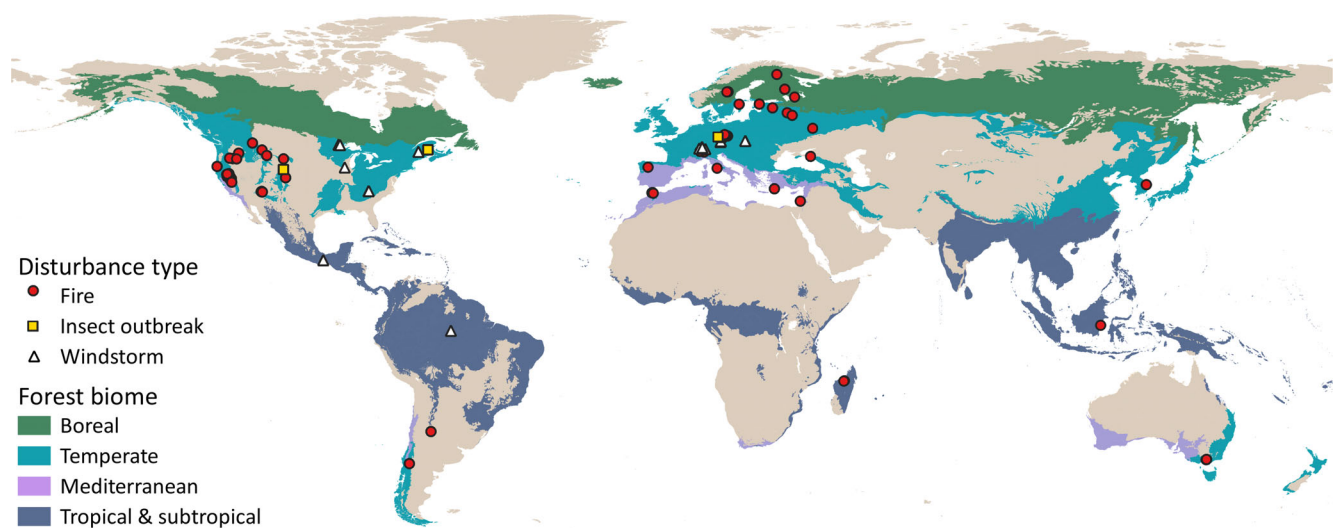 Disturbance type
Fire
Insect outbreak
Windstorm
Forest biome
Boreal
Temperate
Mediterranean
Tropical & subtropical